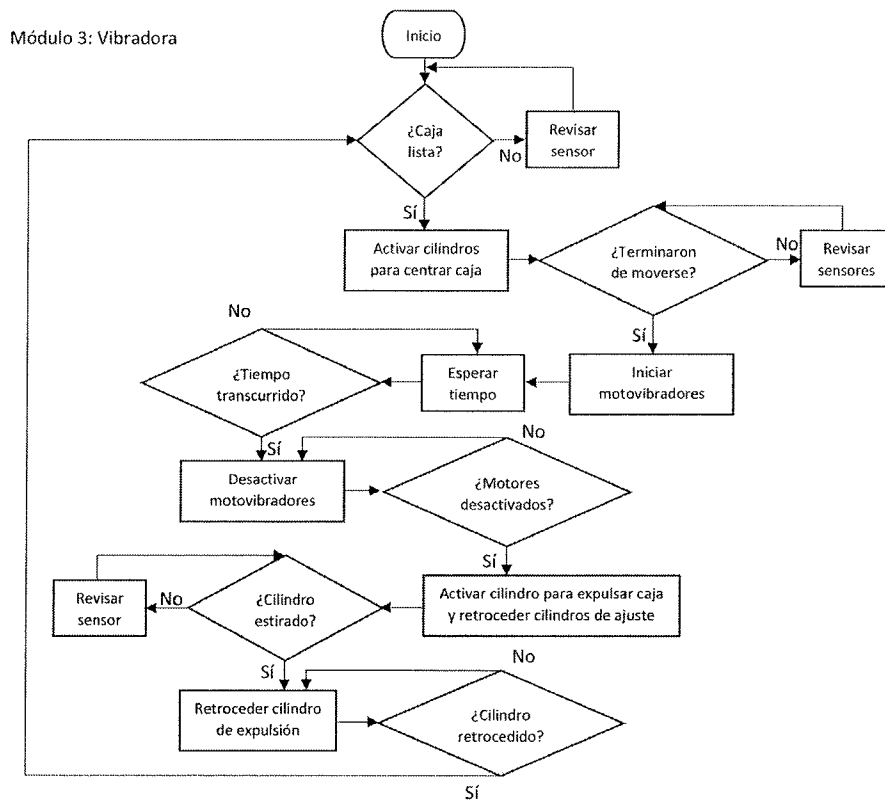 Módulo 3: Vibradora
Inicio
¿Caja
lista?
No
Revisar
sensor
Sí
Activar cilindros
para centrar caja
¿Terminaron
de moverse?
No
Revisar
sensores
Sí
Iniciar
motovibradores
Esperar
tiempo
No
¿Tiempo
transcurrido?
Sí
Desactivar
motovibradores
No
¿Motores
desactivados?
Sí
Activar cilindro para expulsar caja
y retroceder cilindros de ajuste
¿Cilindro
estirado?
No
Revisar
sensor
Sí
Retroceder cilindro
de expulsión
No
¿Cilindro
retrocedido?
Sí